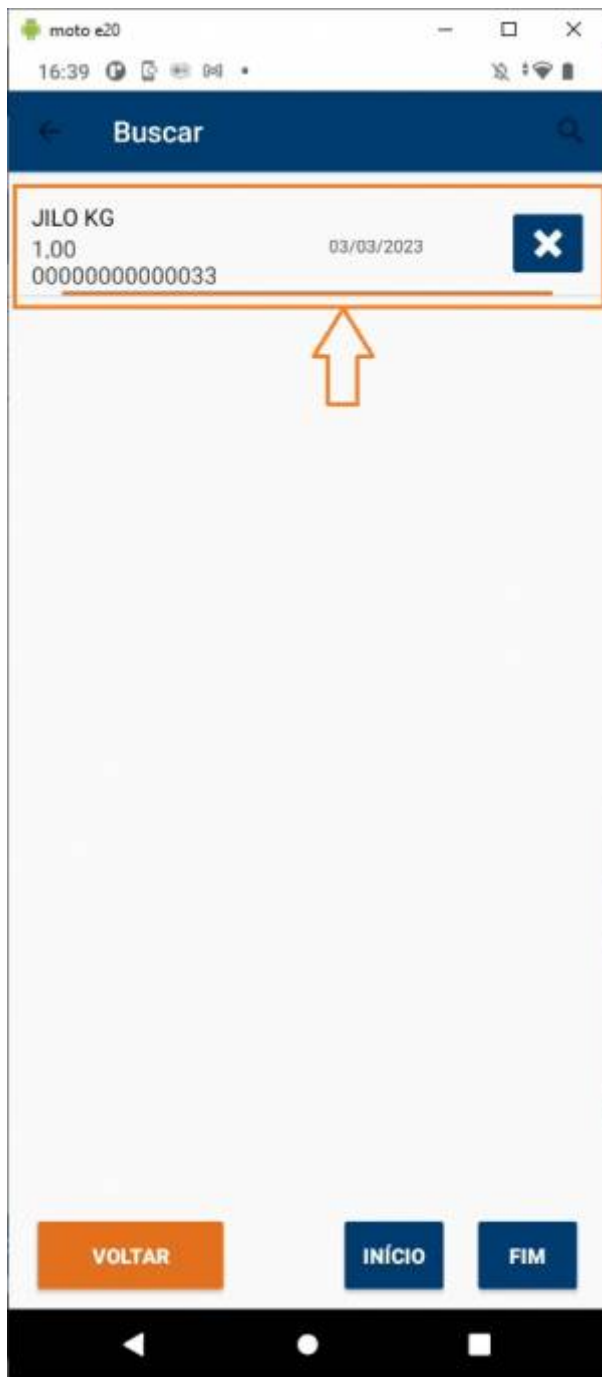 moto e20
16:39
Buscar
JILO KG
1,00
03/03/2023
00000000000033
VOLTAR
INÍCIO
FIM